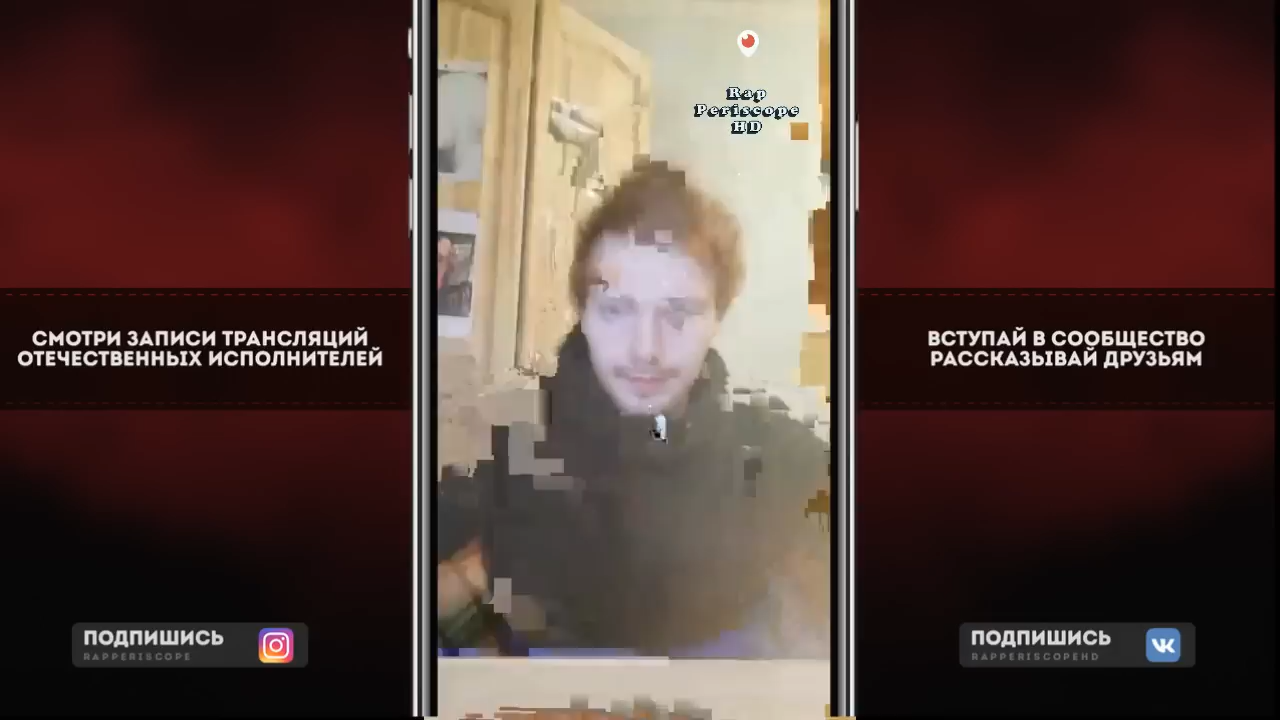 Rap
Periscope
HD
СМОТРИ ЗАПИСИ ТРАНСЛЯЦИЙ
ОТЕЧЕСТВЕННЫХ ИСПОЛНИТЕЛЕЙ
ВСТУПАЙ В СООБЩЕСТВО
РАССКАЗЫВАЙ ДРУЗЬЯМ
ПОДПИШИСЬ
RAPPERISCOPE
ПОДПИШИСЬ
RAPPERISCOPEHD